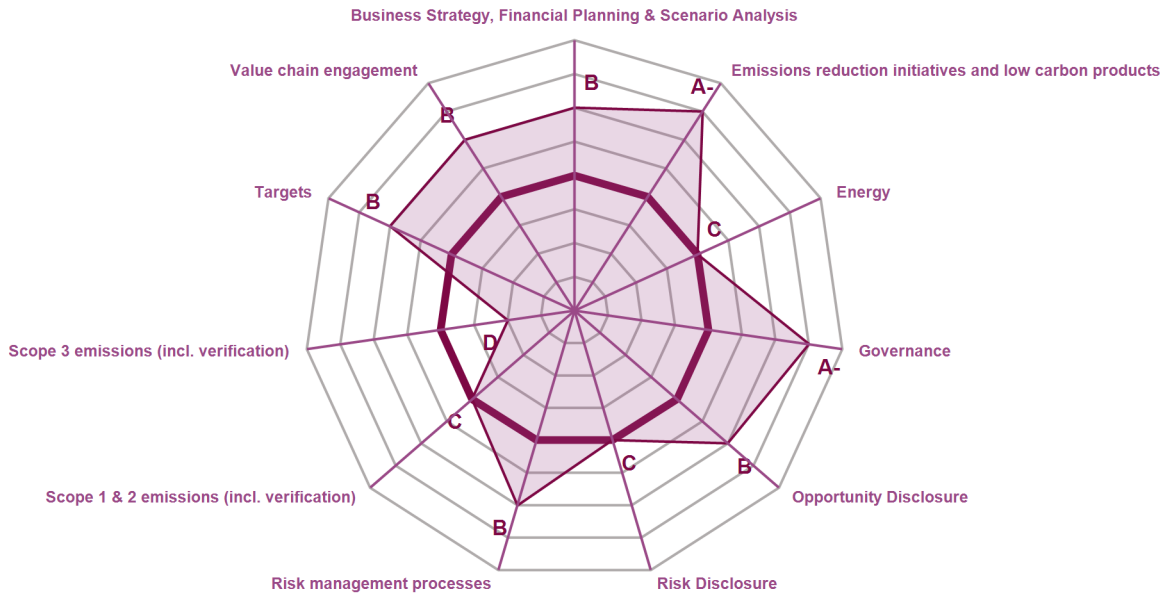 Business Strategy, Financial Planning & Scenario Analysis
Value chain engagement
Emissions reduction initiatives and low carbon products
B
A-
B
Targets
Energy
B
C
Scope 3 emissions (incl. verification)
D
Governance
A-
C
B
C
Scope 1 & 2 emissions (incl. verification)
Opportunity Disclosure
B
Risk management processes
Risk Disclosure